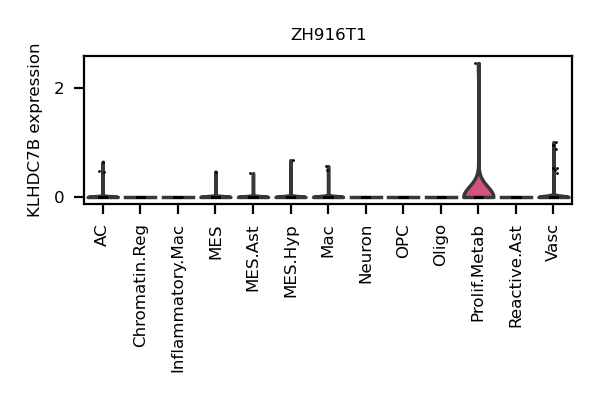 ZH916T1
KLHDC7B expression
2
0
AC
Chromatin.Reg
Inflammatory.Mac
MES
MES.Ast
MES.Hyp
Mac
Neuron
OPC
Oligo
Prolif.Metab
Reactive.Ast
Vasc